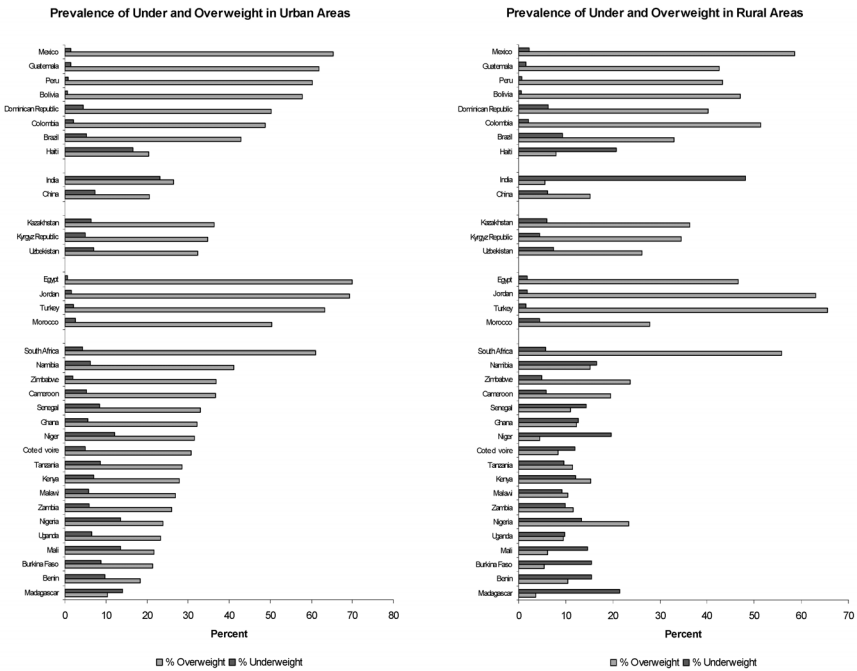 Prevalence of Under and Overweight in Urban Areas
Mexico
Guatemala
Peru
Bolivia
Dominican Republic
Colombia
Brazil
Haiti
India
China
Kazakhstan
Kyrgyz Republic
Uzbekistan
Egypt
Jordan
Turkey
Morocco
South Africa
Namibia
Zimbabwe
Cameroon
Senegal
Ghana
Niger
Cote d voire
Tanzania
Kenya
Malawi
Zambia
Nigeria
Uganda
Mali
Burkina Faso
Benin
Madagascar
0 10 20 30 40 50 60 70 80
Percent
% Overweight % Underweight
Prevalence of Under and Overweight in Rural Areas
Mexico
Guatemala
Peru
Bolivia
Dominican Republic
Colombia
Brazil
Haiti
India
China
Kazakhstan
Kyrgyz Republic
Uzbekistan
Egypt
Jordan
Turkey
Morocco
South Africa
Namibia
Zimbabwe
Cameroon
Senegal
Ghana
Niger
Cote d voire
Tanzania
Kenya
Malawi
Zambia
Nigeria
Uganda
Mali
Burkina Faso
Benin
Madagascar
0 10 20 30 40 50 60 70
Percent
% Overweight % Underweight